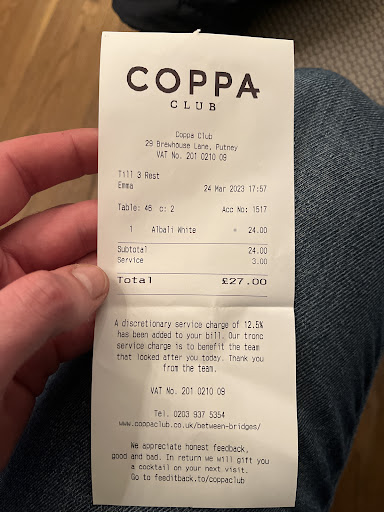 COPPA
CLUB
Coppa Club
29 Brewhouse Lane, Putney
VAT No. 201 0210 09
Till 3 Rest
Emma 24 Mar 2023 17:57
Table: 46 c: 2 Acc No: 1517
1 Albali White * 24.00
Subtotal 24.00
Service 3.00
Total £27.00
A discretionary service charge of 12.5%
has been added to your bill. Our tronc
service charge is to benefit the team
that looked after you today. Thank you
from the team.
VAT No. 201 0210 09
Tel. 0203 937 5354
www.coppaclub.co.uk/between-bridges/
We appreciate honest feedback,
good and bad. In return we will gift you
a cocktail on your next visit.
Go to feeditback.to/coppaclub